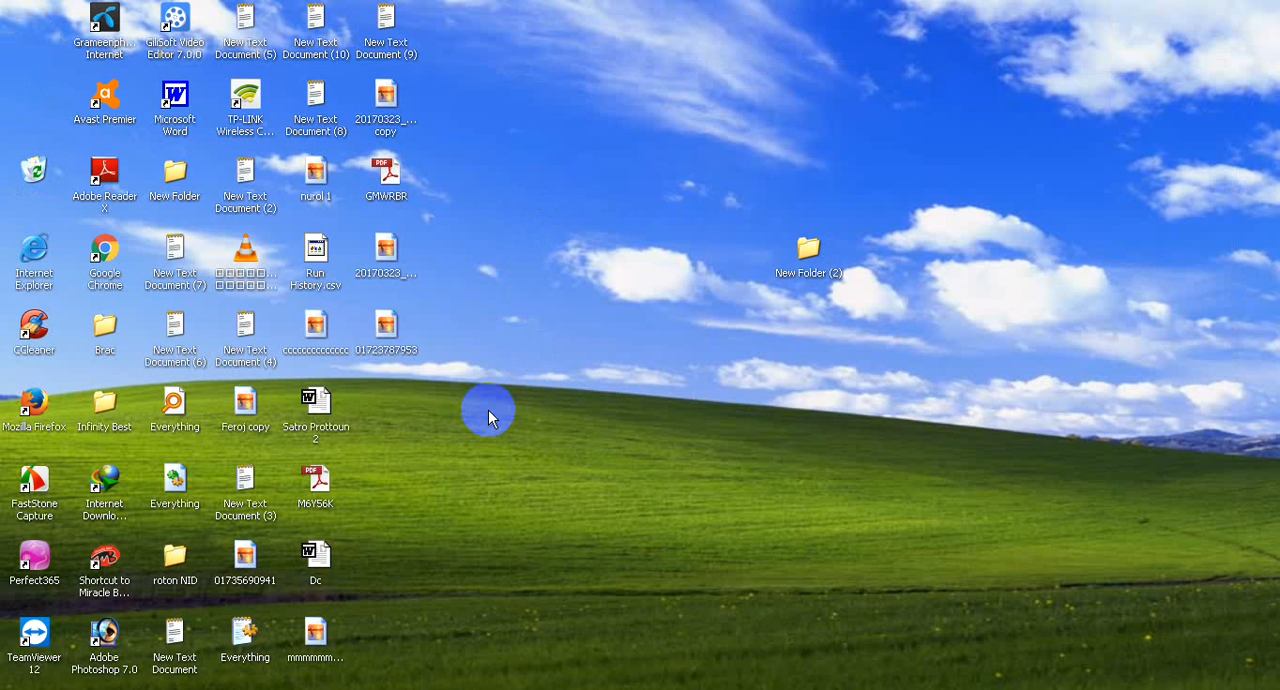 Grameenph...
Internet
GiliSoft Video
Editor 7.0.0
New Text
Document (5)
New Text
Document (10)
New Text
Document (9)
Avast Premier
Microsoft
Word
TP-LINK
Wireless C...
New Text
Document (8)
20170323_...
copy
Adobe Reader
X
New Folder
New Text
Document (2)
nurol 1
PDF
GMWRBR
Internet
Explorer
Google
Chrome
New Text
Document (7)
Run
History.csv
20170323_...
New Folder (2)
CCleaner
Brac
New Text
Document (6)
New Text
Document (4)
01723787953
Mozilla Firefox
Infinity Best
Everything
Feroj copy
Satro Prottoun
2
FastStone
Capture
Internet
Downlo...
Everything
New Text
Document (3)
PDF
M6Y56K
Perfect365
Shortcut to
Miracle B...
roton NID
01735690941
Dc
TeamViewer
12
Adobe
Photoshop 7.0
New Text
Document
Everything
mmmmmm...